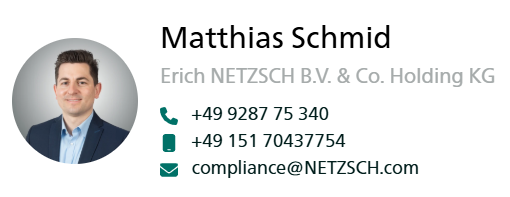 Matthias Schmid
Erich NETZSCH B.V. & Co. Holding KG
+49 9287 75 340
+49 151 70437754
compliance@NETZSCH.com